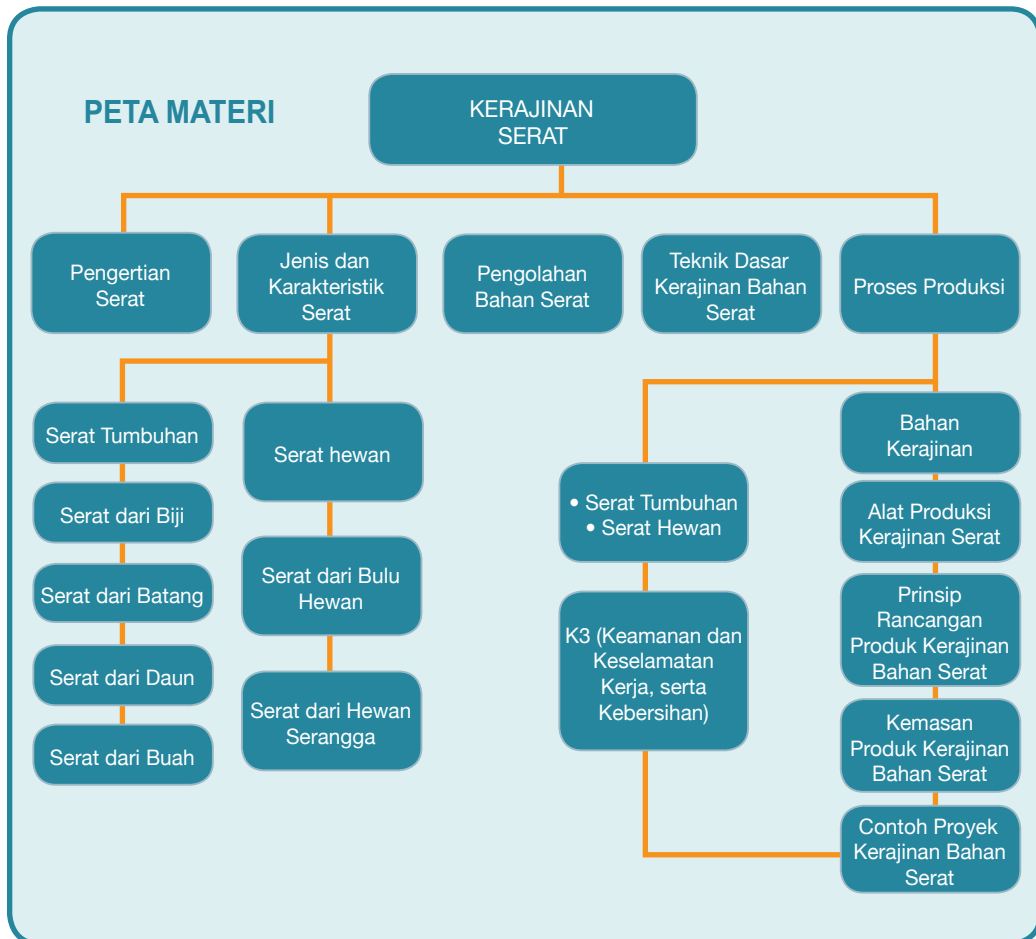 PETA MATERI
KERAJINAN
SERAT
Pengertian
Serat
Jenis dan
Karakteristik
Serat
Pengolahan
Bahan Serat
Teknik Dasar
Kerajinan Bahan
Serat
Proses Produksi
Serat Tumbuhan
Serat dari Biji
Serat dari Batang
Serat dari Daun
Serat dari Buah
Serat hewan
Serat dari Bulu
Hewan
Serat dari Hewan
Serangga
• Serat Tumbuhan
• Serat Hewan
K3 (Keamanan dan
Keselamatan
Kerja, serta
Kebersihan)
Bahan
Kerajinan
Alat Produksi
Kerajinan Serat
Prinsip
Rancangan
Produk Kerajinan
Bahan Serat
Kemasan
Produk Kerajinan
Bahan Serat
Contoh Proyek
Kerajinan Bahan
Serat